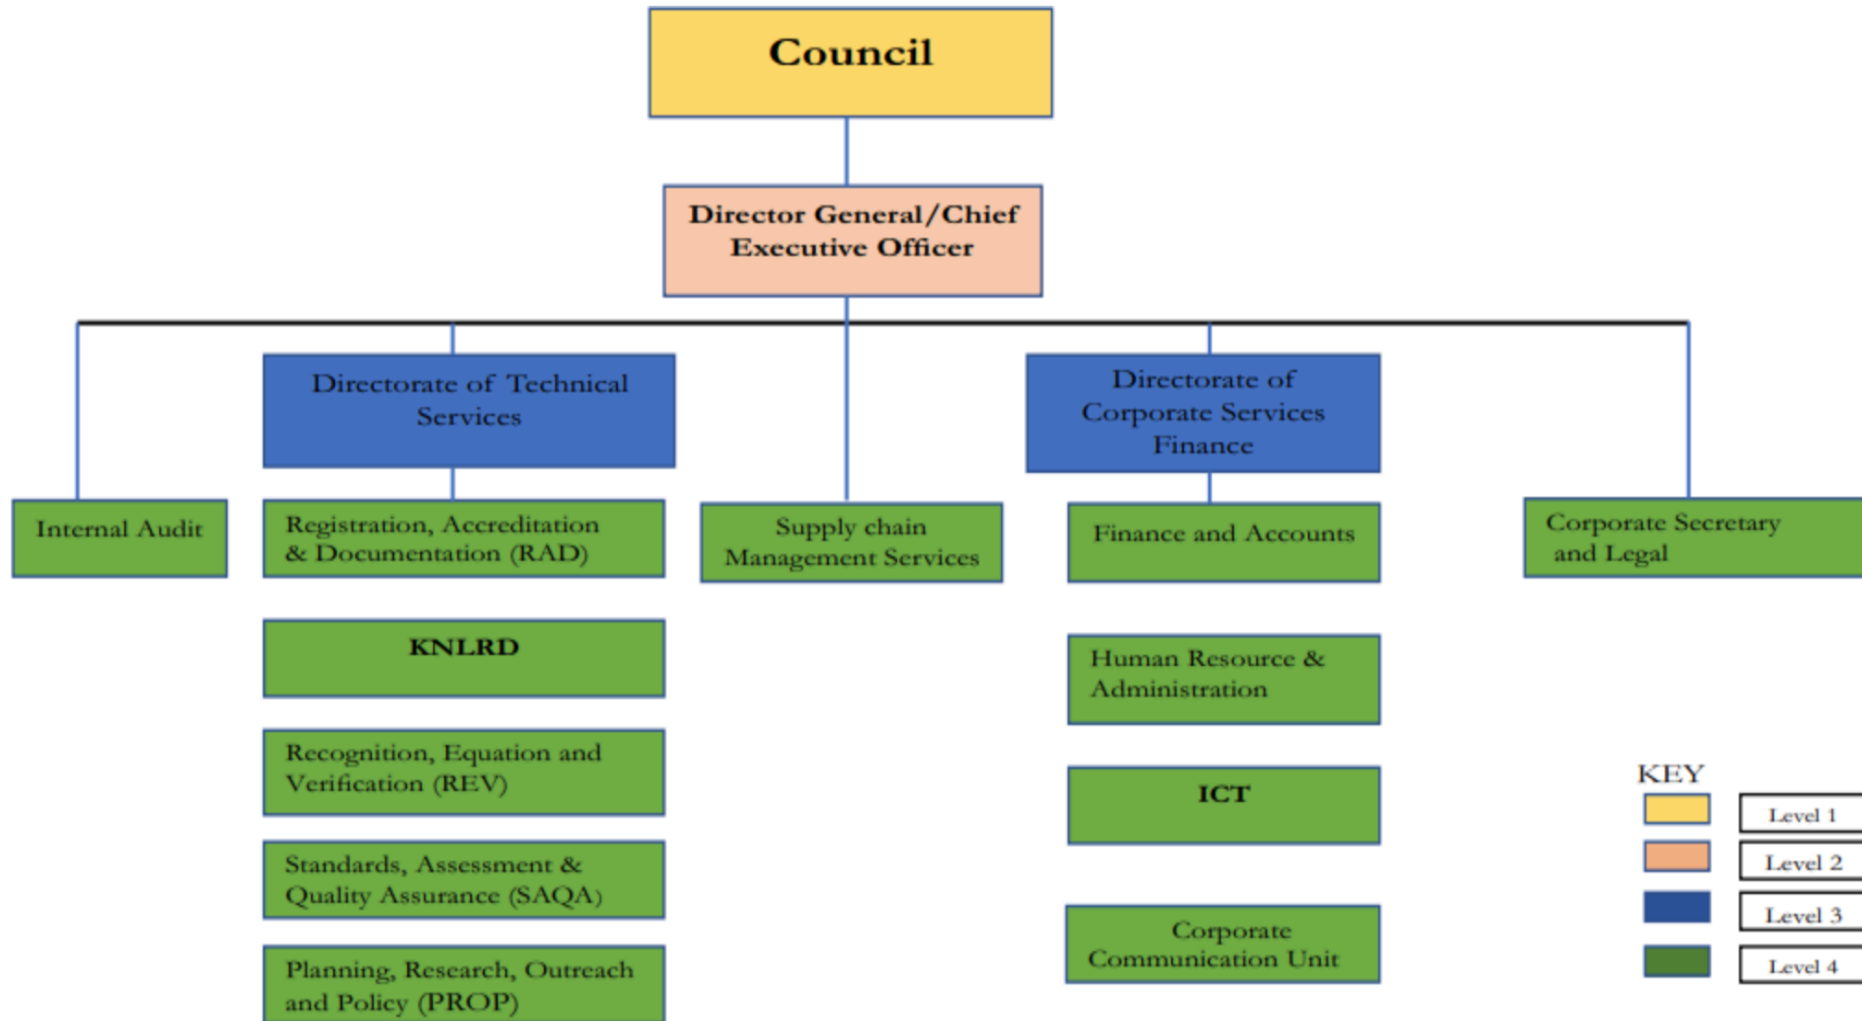 Council
Director General/Chief
Executive Officer
Directorate of Technical
Services
Directorate of
Corporate Services
Finance
Internal Audit
Registration, Accreditation
& Documentation (RAD)
Supply chain
Management Services
Finance and Accounts
Corporate Secretary
and Legal
KNLRD
Human Resource &
Administration
Recognition, Equation and
Verification (REV)
ICT
Standards, Assessment &
Quality Assurance (SAQA)
Corporate
Communication Unit
Planning, Research, Outreach
and Policy (PROP)
KEY
Level 1
Level 2
Level 3
Level 4